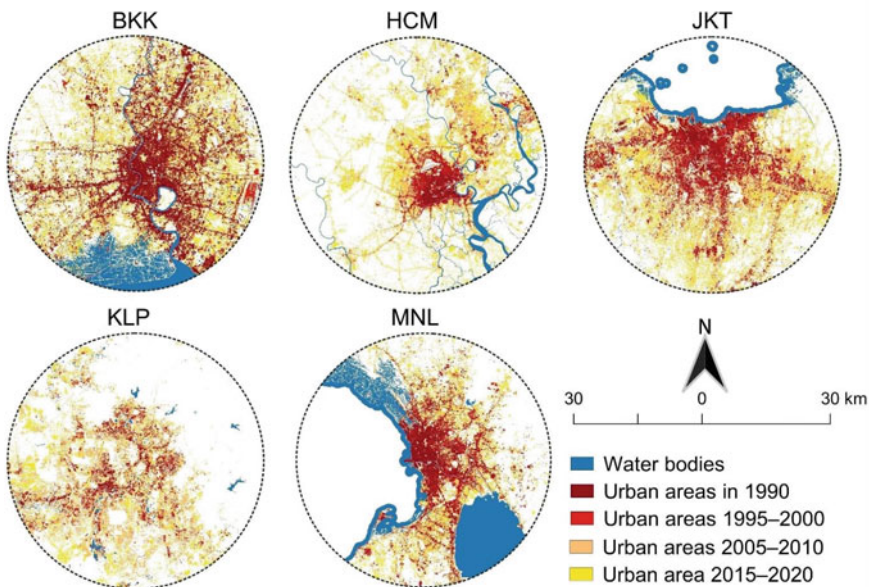 BKK
HCM
JKT
KLP
MNL
N
30 0 30 km
Water bodies
Urban areas in 1990
Urban areas 1995–2000
Urban areas 2005–2010
Urban area 2015–2020